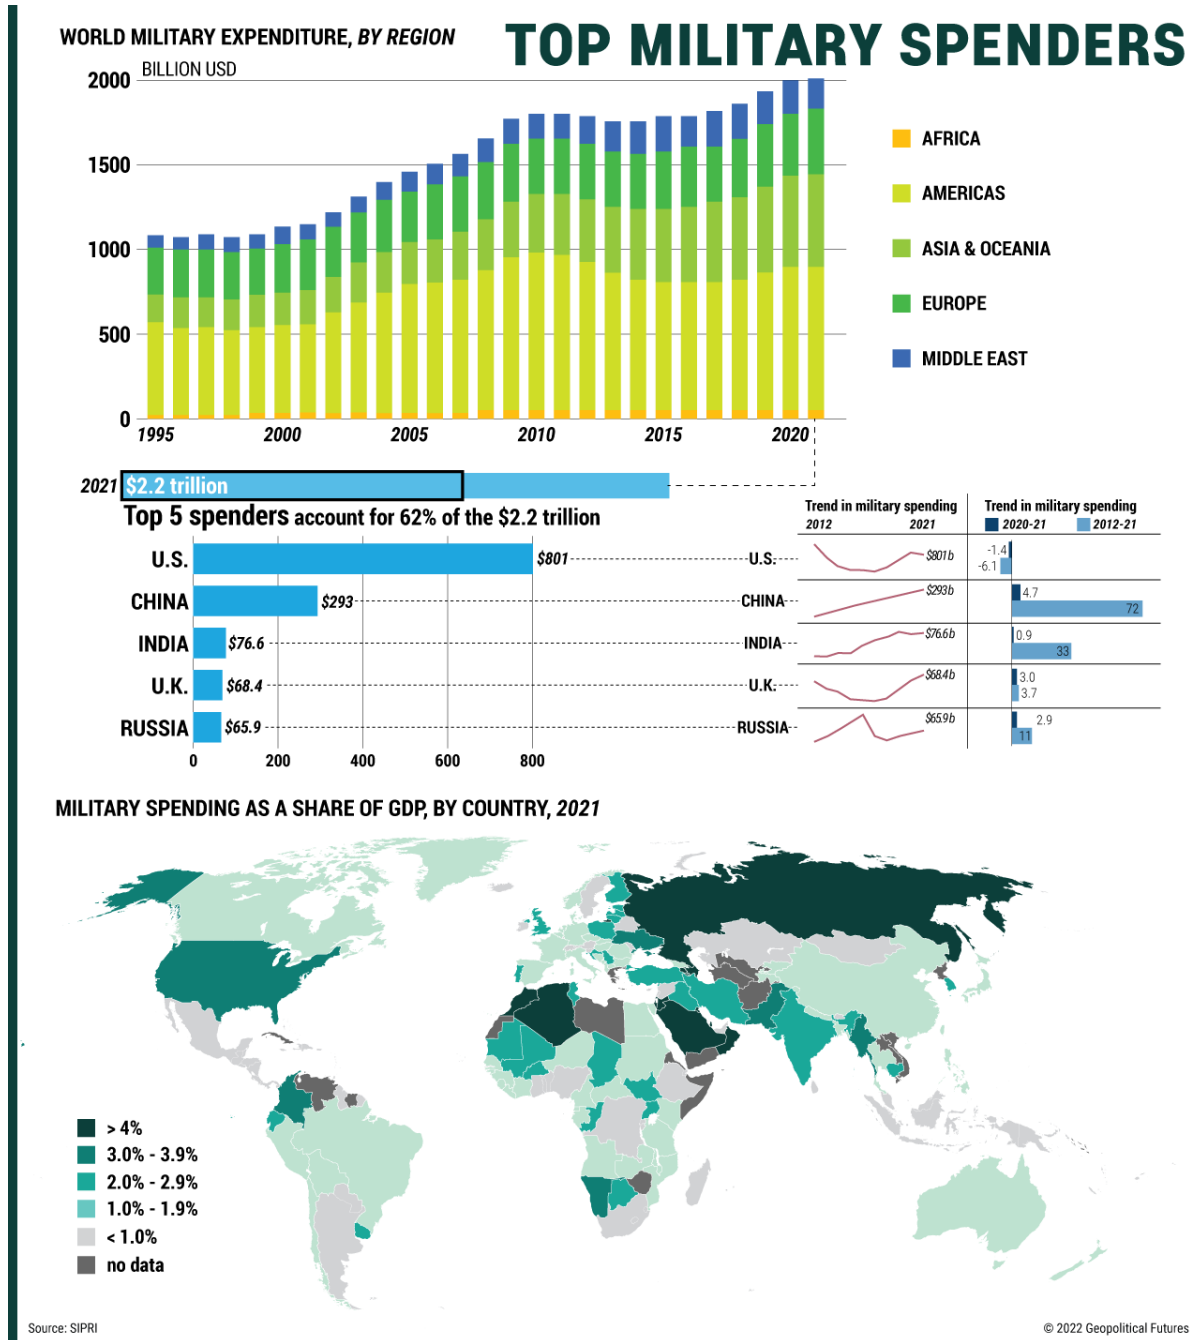 TOP MILITARY SPENDERS
WORLD MILITARY EXPENDITURE, BY REGION
BILLION USD
2000
1500
1000
500
0
1995
2000
2005
2010
2015
2020
AFRICA
AMERICAS
ASIA & OCEANIA
EUROPE
MIDDLE EAST
2021
$2.2 trillion
Top 5 spenders account for 62% of the $2.2 trillion
U.S.
$801
CHINA
$293
INDIA
$76.6
U.K.
$68.4
RUSSIA
$65.9
0
200
400
600
800
Trend in military spending
2012
2021
Trend in military spending
2020-21
2012-21
U.S.
$801b
-1.4
-6.1
CHINA
$293b
4.7
72
INDIA
$76.6b
0.9
33
U.K.
$68.4b
3.0
3.7
RUSSIA
$65.9b
2.9
11
MILITARY SPENDING AS A SHARE OF GDP, BY COUNTRY, 2021
> 4%
3.0% - 3.9%
2.0% - 2.9%
1.0% - 1.9%
< 1.0%
no data
Source: SIPRI
© 2022 Geopolitical Futures